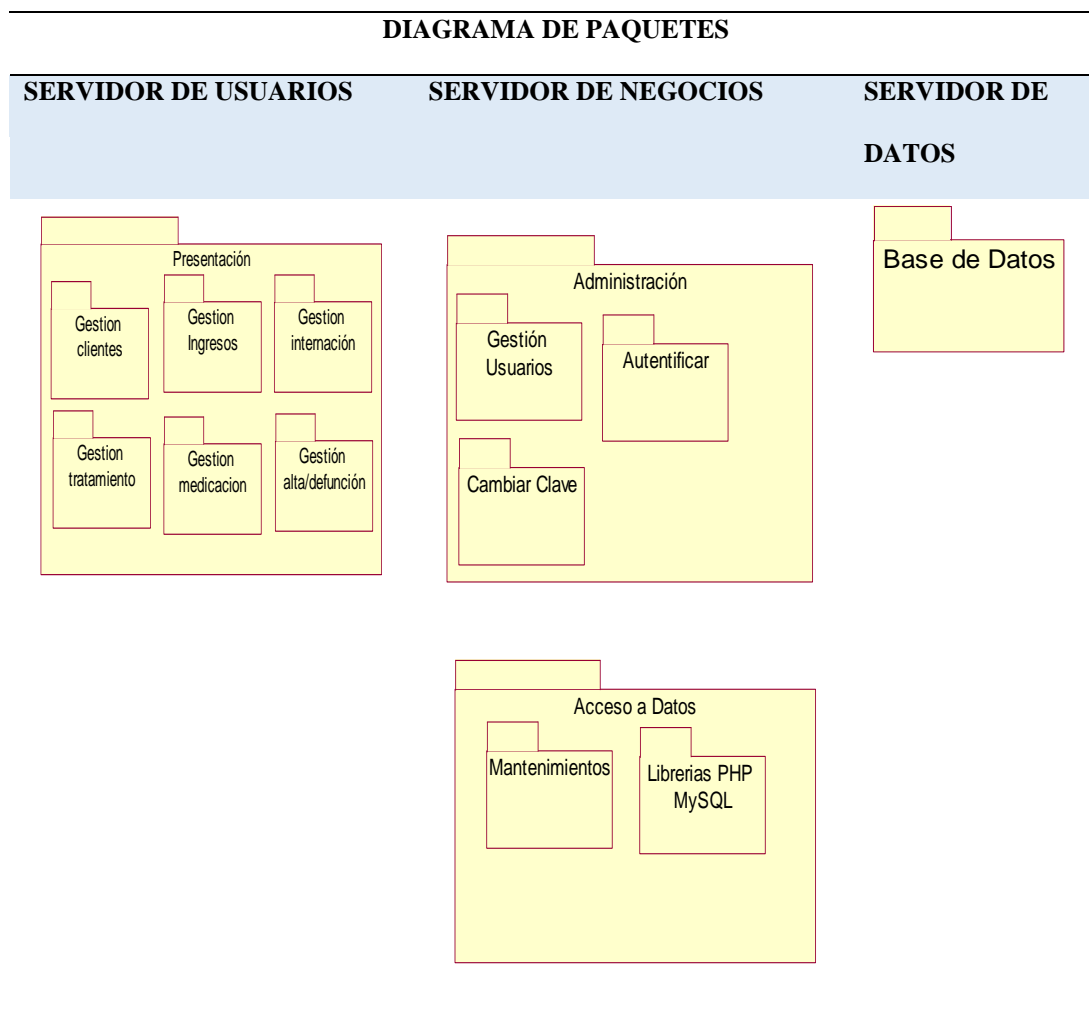 DIAGRAMA DE PAQUETES
SERVIDOR DE USUARIOS
SERVIDOR DE NEGOCIOS
SERVIDOR DE
DATOS
Presentación
Gestion
clientes
Gestion
Ingresos
Gestion
internación
Gestion
tratamiento
Gestion
medicacion
Gestión
alta/defunción
Administración
Gestión
Usuarios
Autentificar
Cambiar Clave
Acceso a Datos
Mantenimientos
Librerias PHP
MySQL
Base de Datos